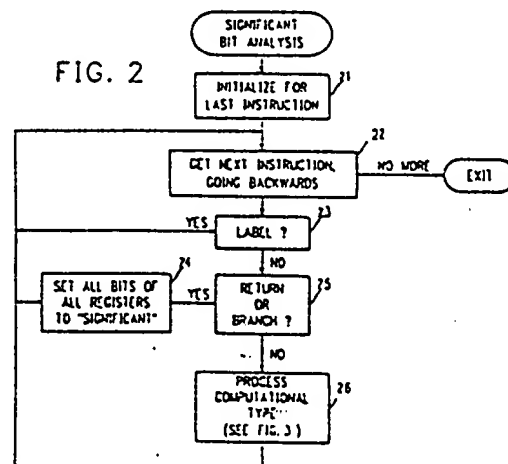 SIGNIFICANT
BIT ANALYSIS
FIG. 2
21
INITIALIZE FOR
LAST INSTRUCTION
22
GET NEXT INSTRUCTION,
GOING BACKWARDS
NO MORE
EXIT
23
YES
LABEL ?
NO
24
SET ALL BITS OF
ALL REGISTERS
TO "SIGNIFICANT"
YES
RETURN
OR
BRANCH ?
25
NO
PROCESS
COMPUTATIONAL
TYPE
(SEE FIG. 3)
26